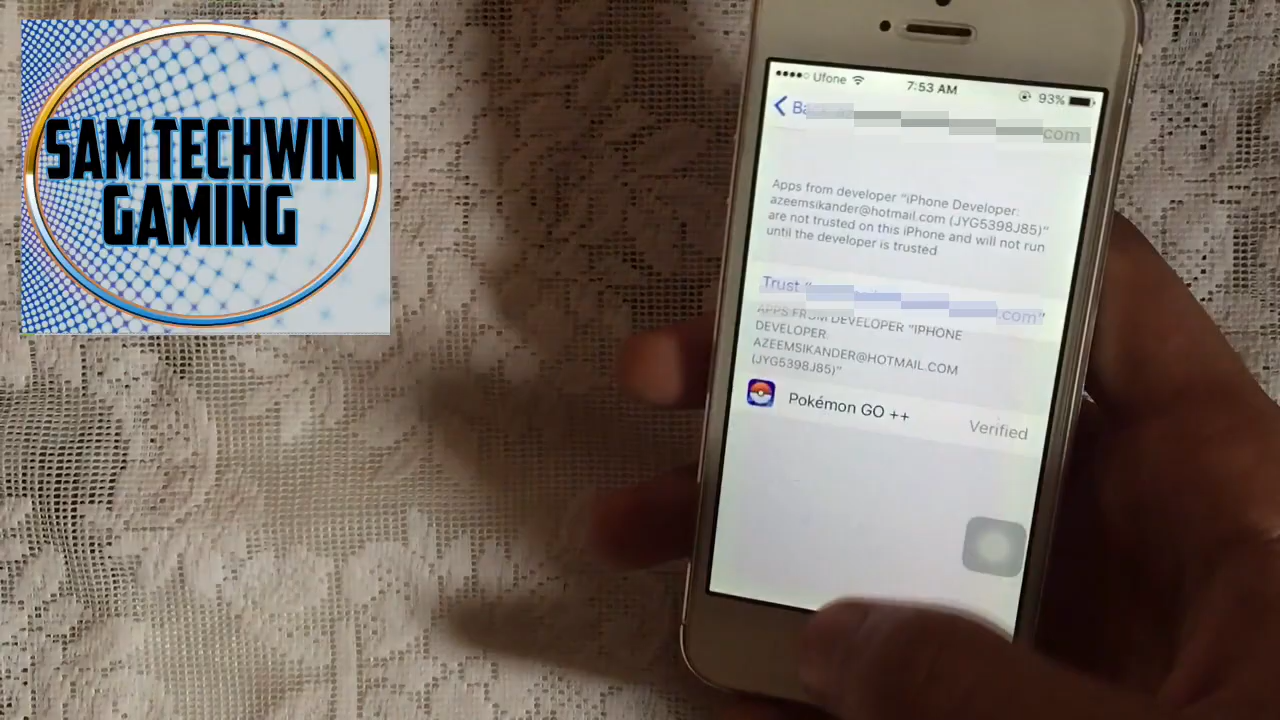 SAM TECHWIN
GAMING
Ufone
7:53 AM
93%
com
Apps from developer "iPhone Developer:
azeemsikander@hotmail.com (JYG5398J85)"
are not trusted on this iPhone and will not run
until the developer is trusted
Trust "
.com"
APPS FROM DEVELOPER "IPHONE
DEVELOPER:
AZEEMSIKANDER@HOTMAIL.COM
(JYG5398J85)"
Pokémon GO ++
Verified